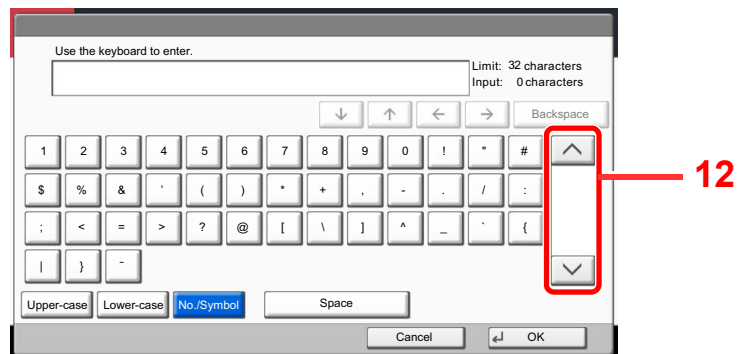 Use the keyboard to enter.
Limit: 32 characters
Input: 0 characters
Backspace
1 2 3 4 5 6 7 8 9 0 ! " #
$ % & ' ( ) * + , - . / :
12
; < = > ? @ [ \ ] ^ _ ` {
| } ~
Upper-case Lower-case No./Symbol Space
Cancel OK